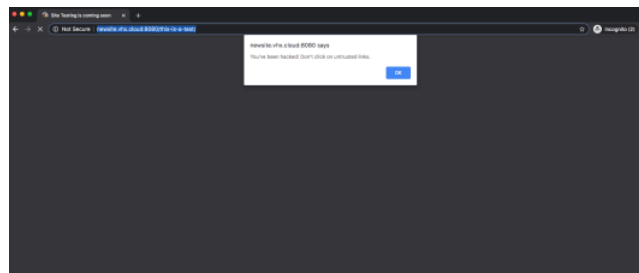 Site Testing is coming soon
Not Secure | newsite.vhx.cloud:8080/this-is-a-test/
Incognito (2)
newsite.vhx.cloud:8080 says
You've been hacked! Don't click on untrusted links.
OK